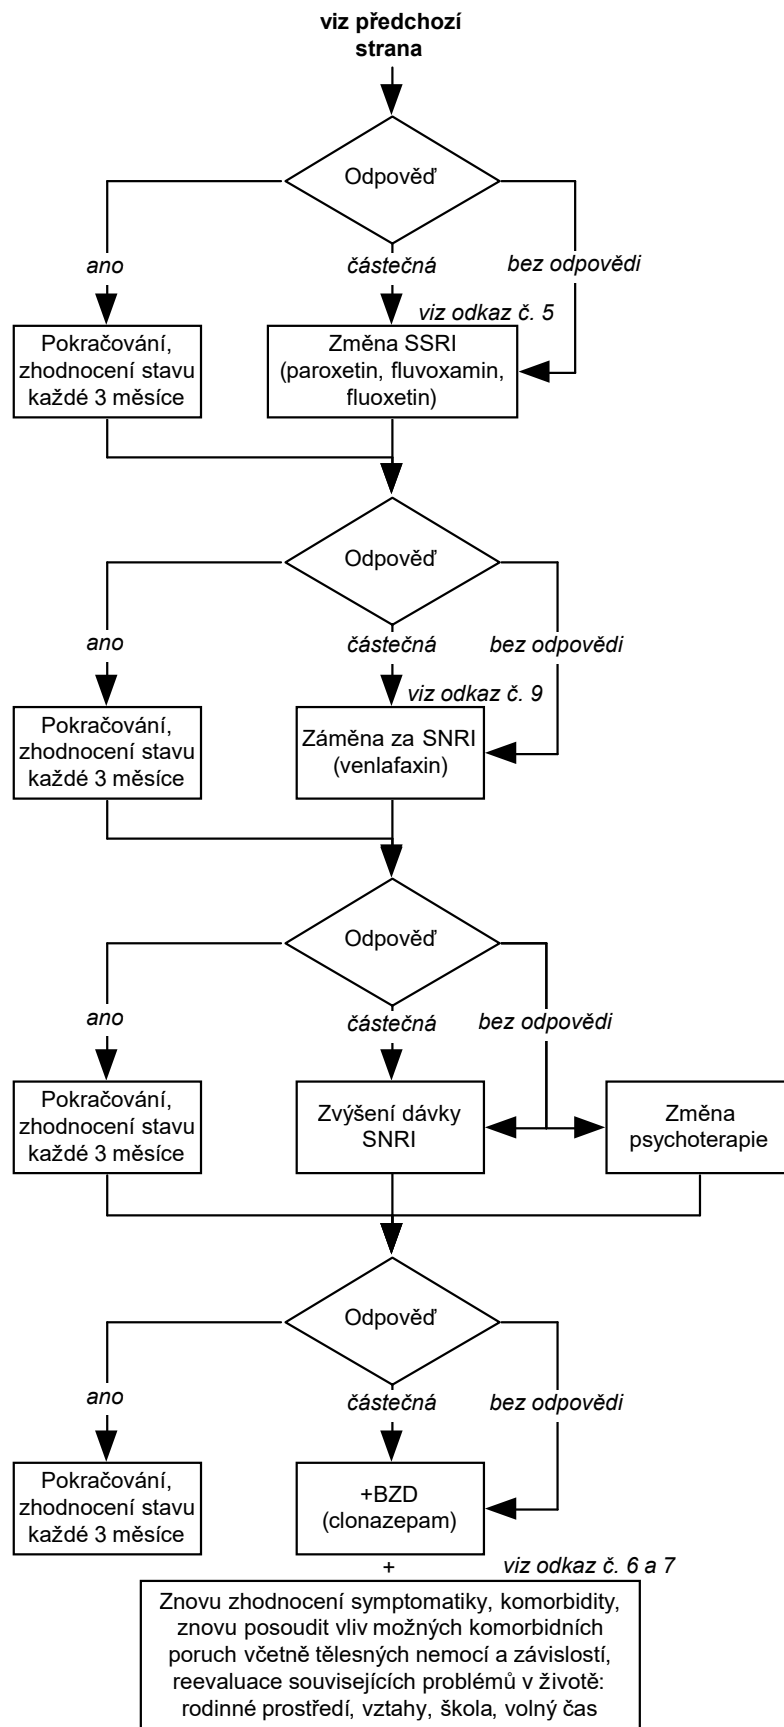 viz předchozí
strana
Odpověď
ano
částečná
bez odpovědi
viz odkaz č. 5
Pokračování,
zhodnocení stavu
každé 3 měsíce
Změna SSRI
(paroxetin, fluvoxamin,
fluoxetin)
Odpověď
ano
částečná
bez odpovědi
viz odkaz č. 9
Pokračování,
zhodnocení stavu
každé 3 měsíce
Záměna za SNRI
(venlafaxin)
Odpověď
ano
částečná
bez odpovědi
Pokračování,
zhodnocení stavu
každé 3 měsíce
Zvýšení dávky
SNRI
Změna
psychoterapie
Odpověď
ano
částečná
bez odpovědi
Pokračování,
zhodnocení stavu
každé 3 měsíce
+BZD
(clonazepam)
+
viz odkaz č. 6 a 7
Znovu zhodnocení symptomatiky, komorbidity,
znovu posoudit vliv možných komorbidních
poruch včetně tělesných nemocí a závislostí,
reevaluace souvisejících problémů v životě:
rodinné prostředí, vztahy, škola, volný čas